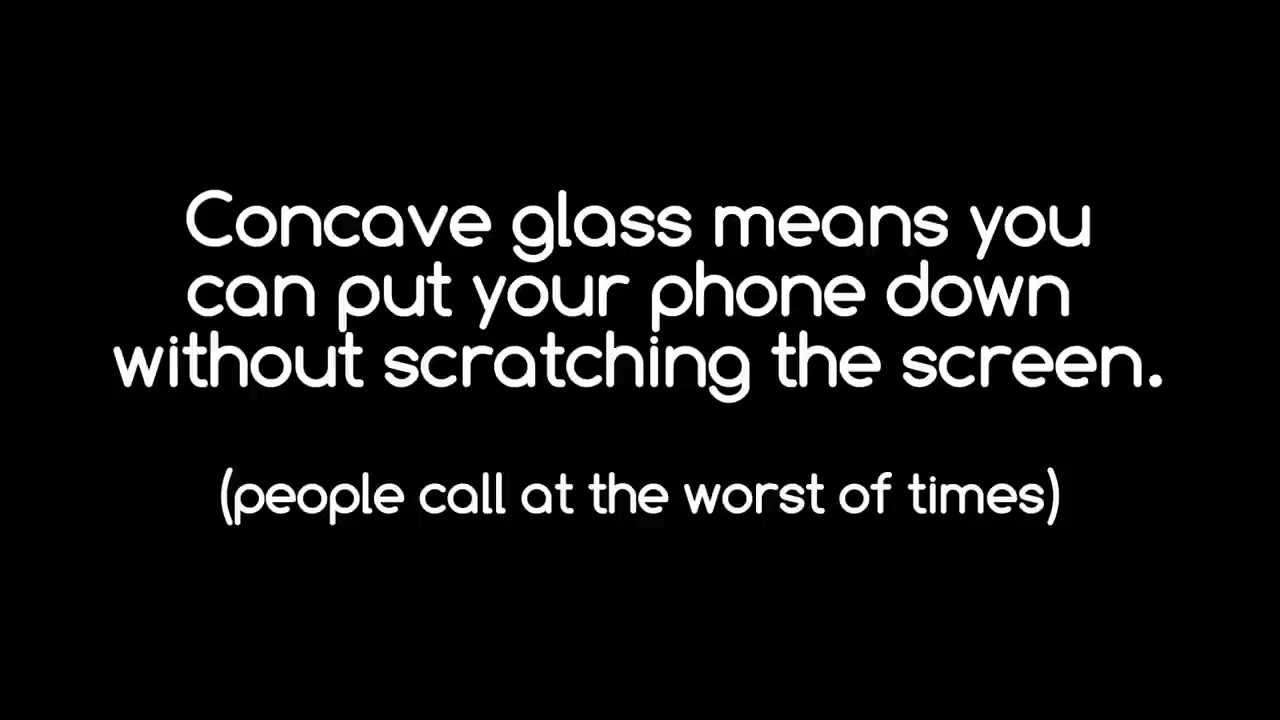 Concave glass means you
can put your phone down
without scratching the screen.
(people call at the worst of times)